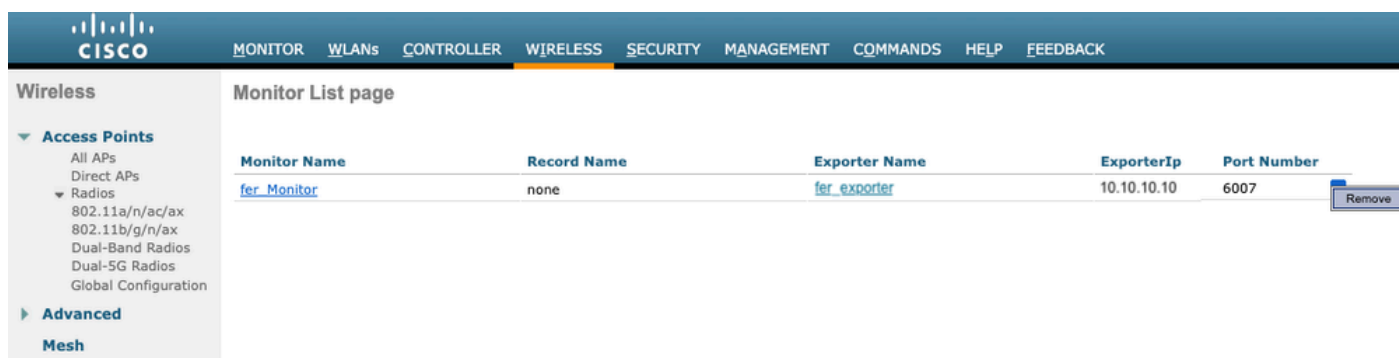 CISCO
MONITOR WLANs CONTROLLER WIRELESS SECURITY MANAGEMENT COMMANDS HELP FEEDBACK
Wireless
Access Points
All APs
Direct APs
Radios
802.11a/n/ac/ax
802.11b/g/n/ax
Dual-Band Radios
Dual-5G Radios
Global Configuration
Advanced
Mesh
Monitor List page
Monitor Name Record Name Exporter Name ExporterIp Port Number
fer_Monitor none fer_exporter 10.10.10.10 6007
Remove